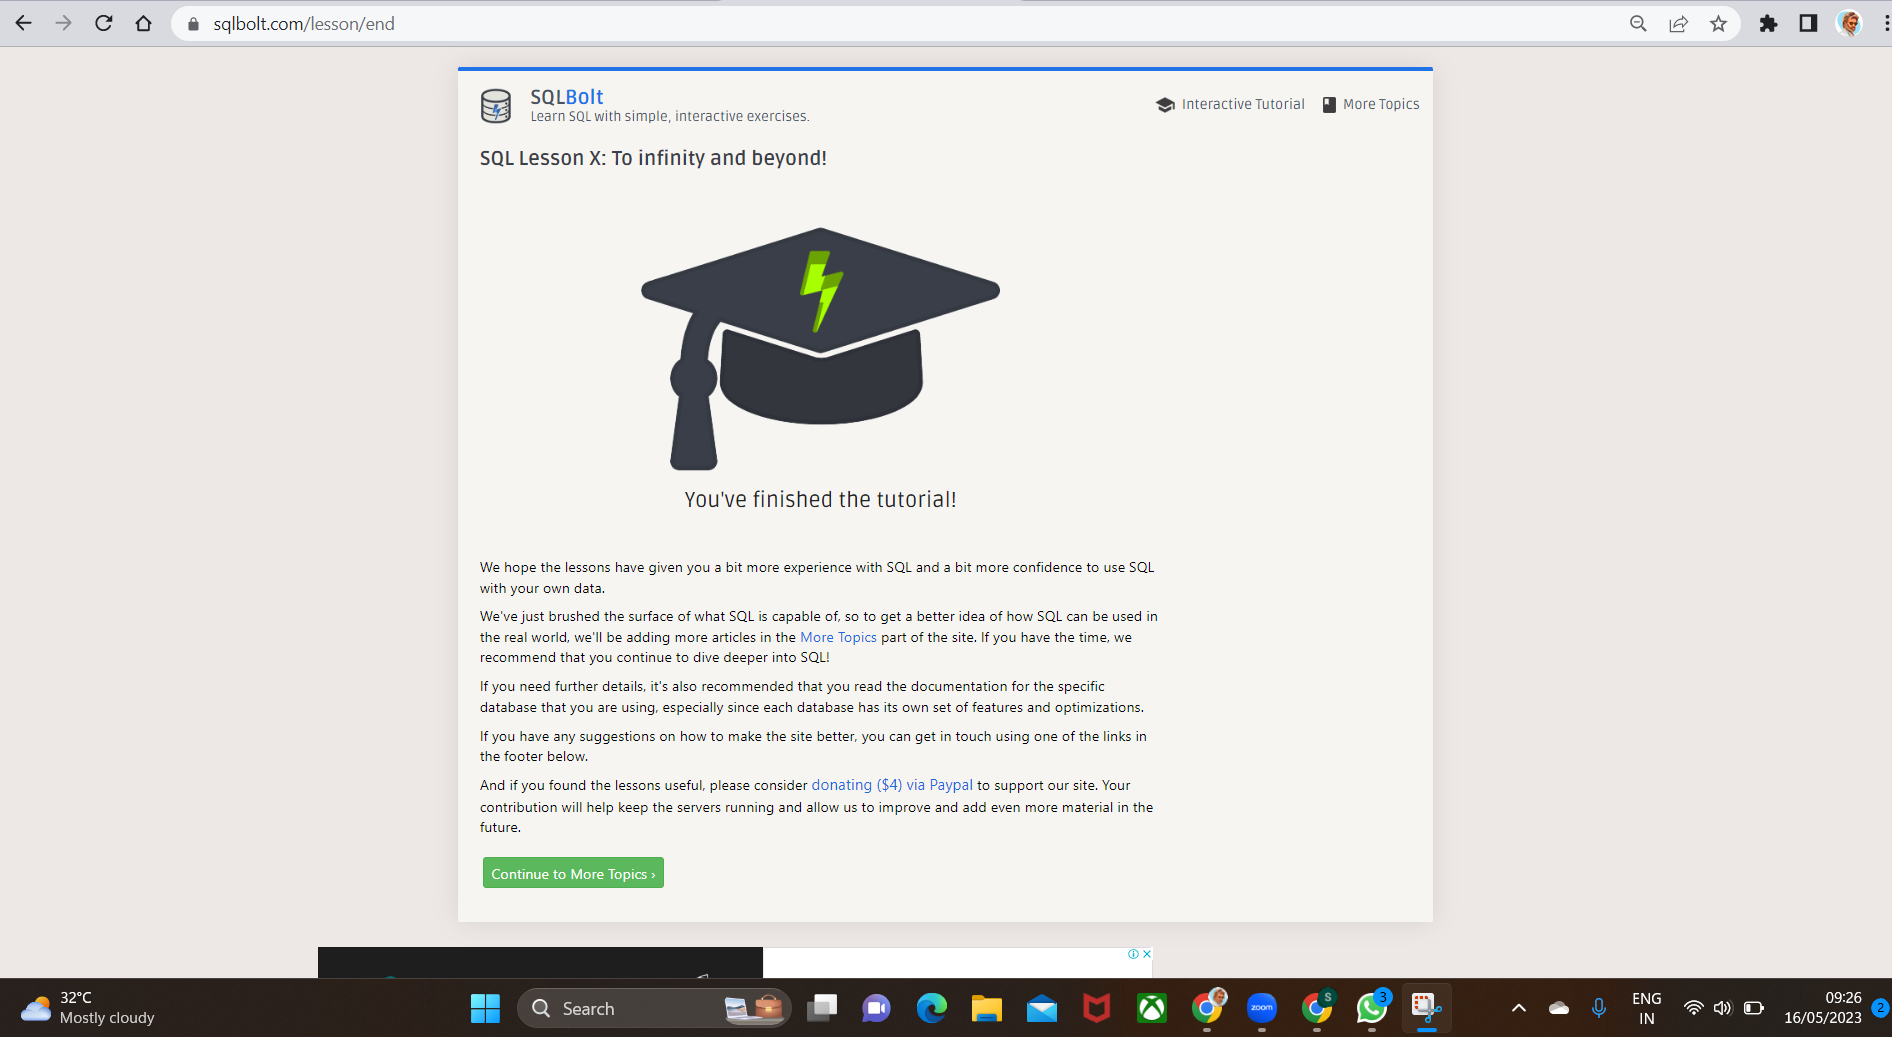 sqlbolt.com/lesson/end
SQLBolt
Learn SQL with simple, interactive exercises.
Interactive Tutorial
More Topics
SQL Lesson X: To infinity and beyond!
You've finished the tutorial!
We hope the lessons have given you a bit more experience with SQL and a bit more confidence to use SQL
with your own data.
We've just brushed the surface of what SQL is capable of, so to get a better idea of how SQL can be used in
the real world, we'll be adding more articles in the More Topics part of the site. If you have the time, we
recommend that you continue to dive deeper into SQL!
If you need further details, it's also recommended that you read the documentation for the specific
database that you are using, especially since each database has its own set of features and optimizations.
If you have any suggestions on how to make the site better, you can get in touch using one of the links in
the footer below.
And if you found the lessons useful, please consider donating ($4) via Paypal to support our site. Your
contribution will help keep the servers running and allow us to improve and add even more material in the
future.
Continue to More Topics ›
32°C
Mostly cloudy
Search
zoom
S
3
ENG
IN
09:26
16/05/2023
2